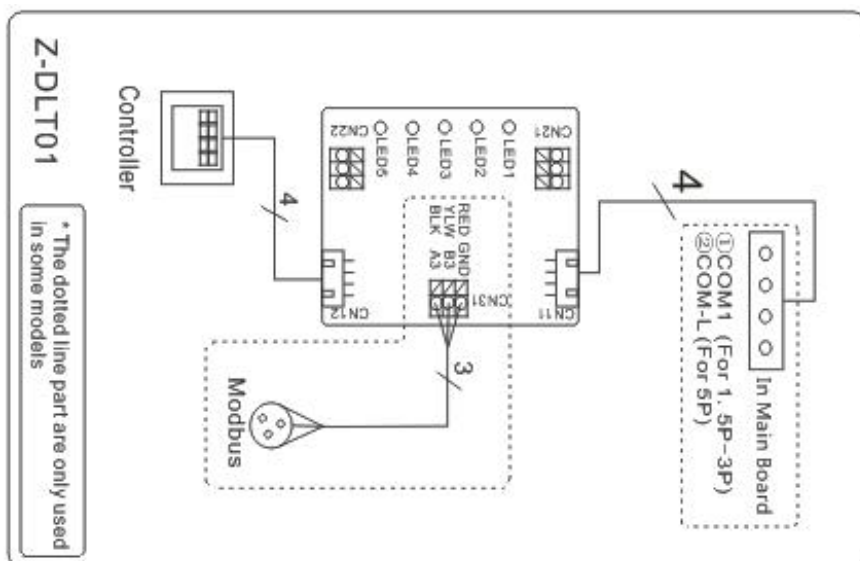 Z-DLT01
* The dotted line part are only used
in some models
Controller
4
CN22
LED5
LED4
LED3
LED2
LED1
CN21
RED GND
YLW B3
BLK A3
CN31
CN12
CN11
3
Modbus
4
In Main Board
①COM1 (For 1. 5P-3P)
②COM-L (For 5P)